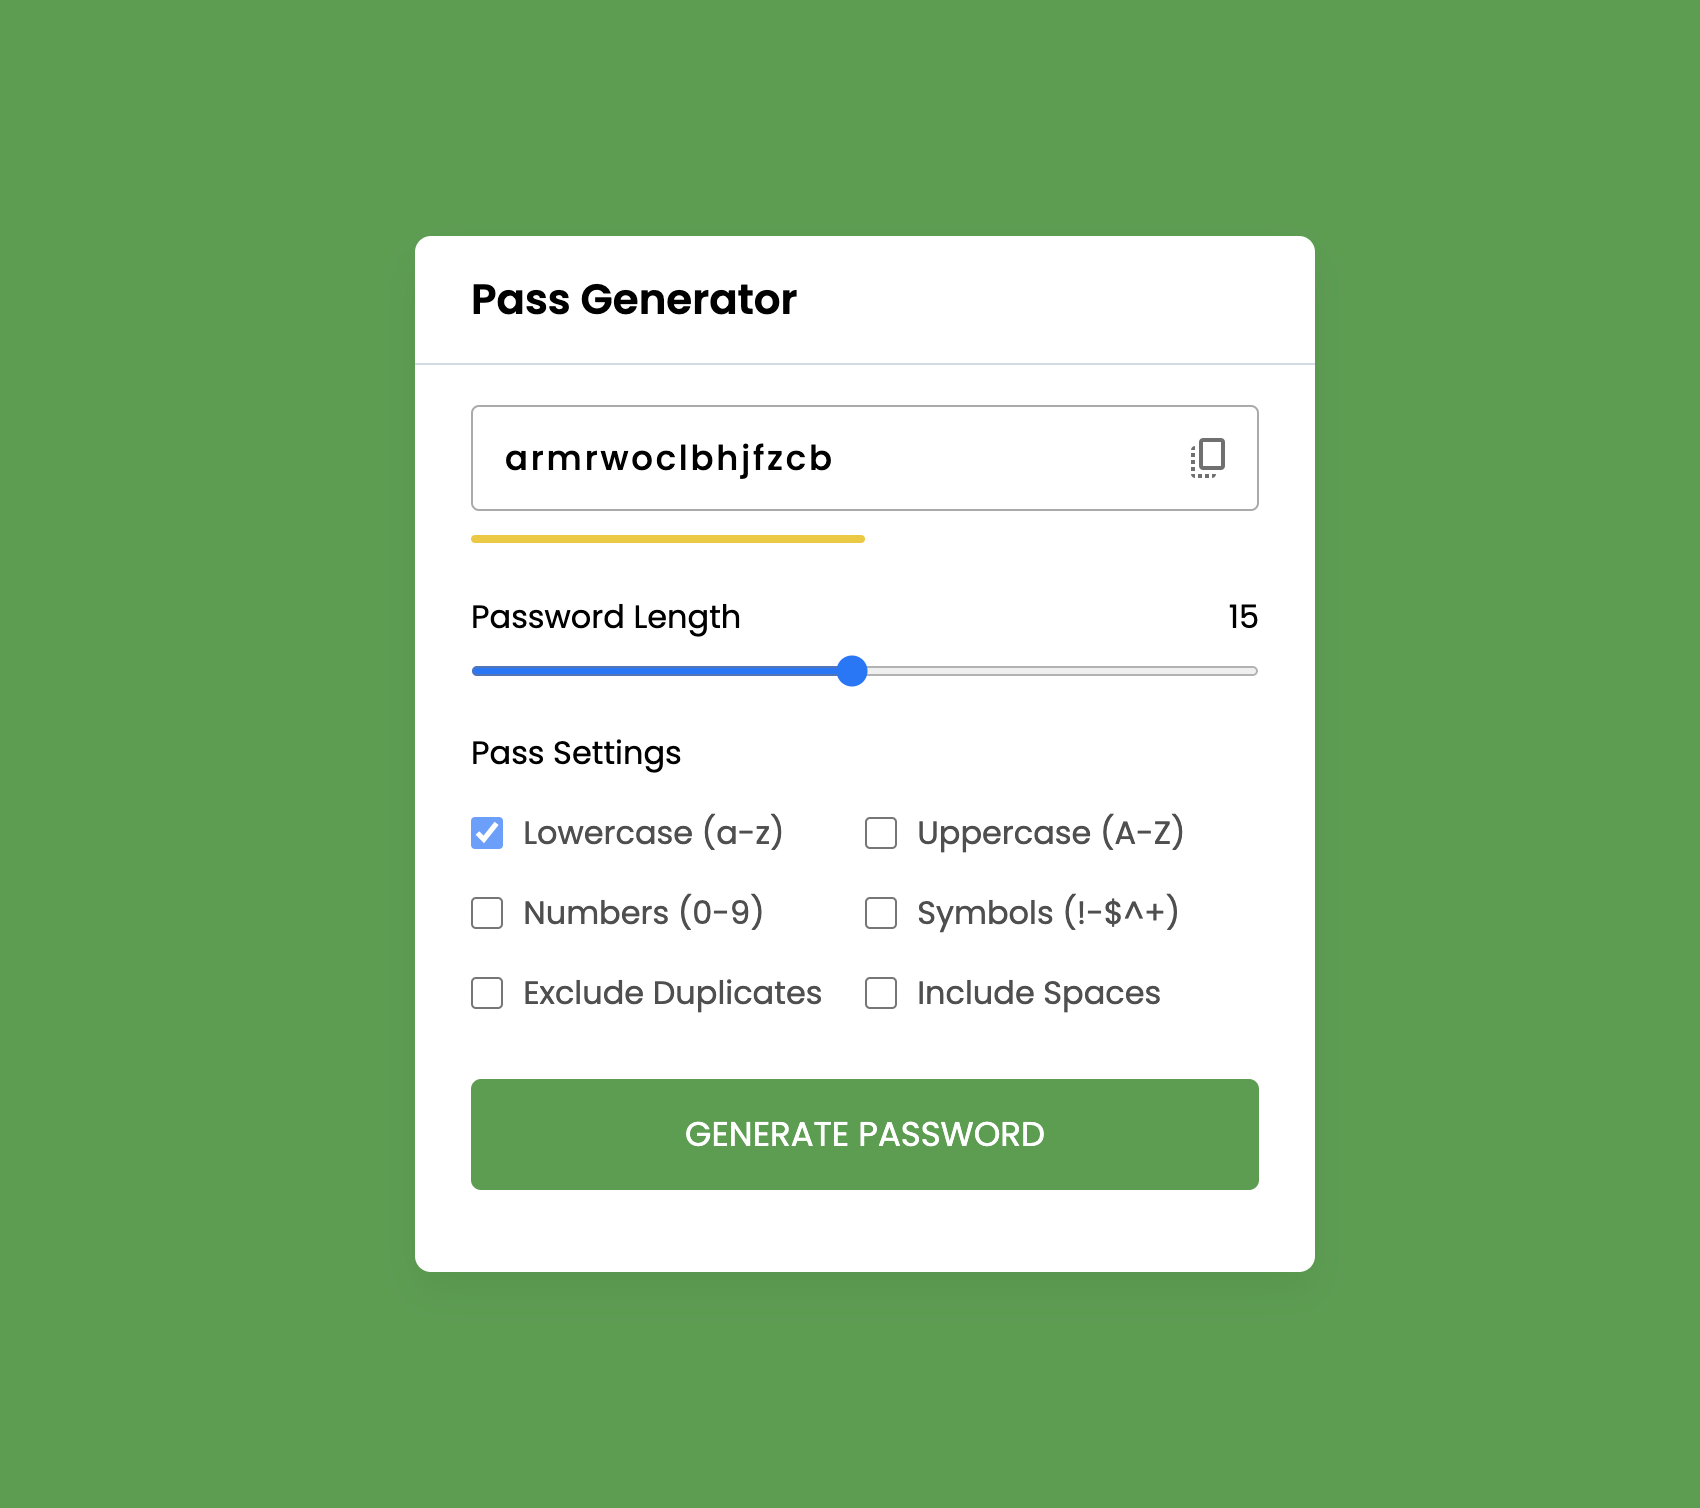 Pass Generator
armrwoclbhjfzcb
Password Length 15
Pass Settings
Lowercase (a-z) Uppercase (A-Z)
Numbers (0-9) Symbols (!-$^+)
Exclude Duplicates Include Spaces
GENERATE PASSWORD